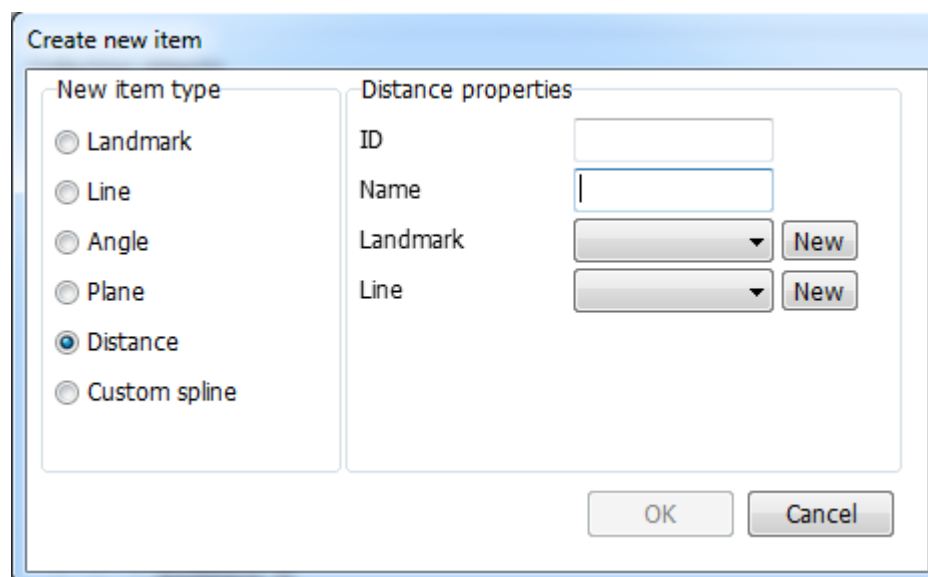 Create new item
New item type
Landmark
Line
Angle
Plane
Distance
Custom spline
Distance properties
ID
Name
Landmark New
Line New
OK Cancel